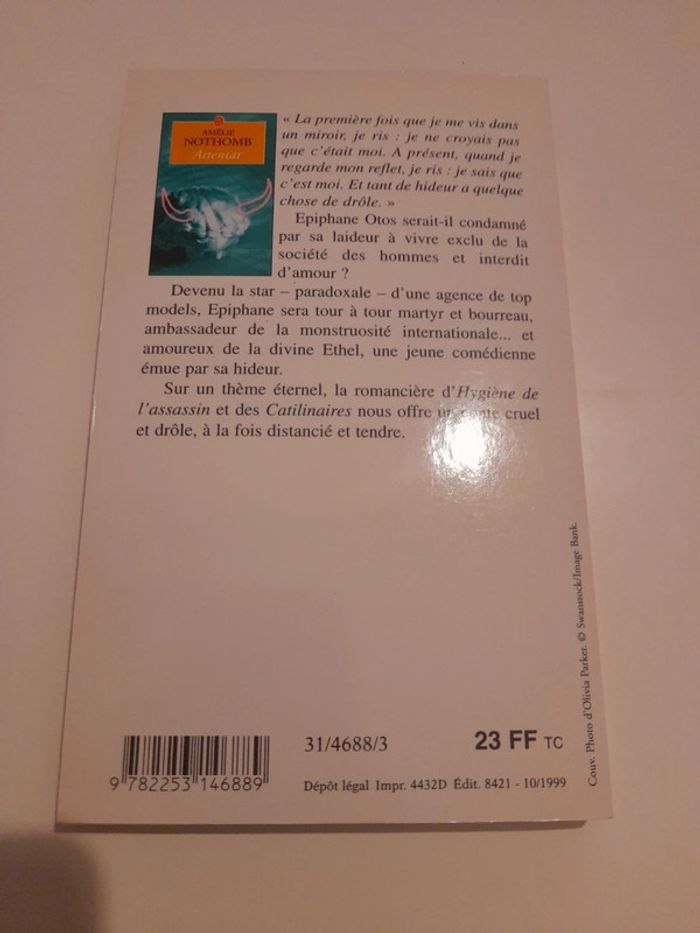 AMÉLIE
NOTHOMB
Attentat
« La première fois que je me vis dans
un miroir, je ris : je ne croyais pas
que c'était moi. A présent, quand je
regarde mon reflet, je ris : je sais que
c'est moi. Et tant de hideur a quelque
chose de drôle. »
Epiphane Otos serait-il condamné
par sa laideur à vivre exclu de la
société des hommes et interdit
d'amour ?
Devenu la star – paradoxale – d'une agence de top
models, Epiphane sera tour à tour martyr et bourreau,
ambassadeur de la monstruosité internationale... et
amoureux de la divine Ethel, une jeune comédienne
émue par sa hideur.
Sur un thème éternel, la romancière d'Hygiène de
l'assassin et des Catilinaires nous offre un conte cruel
et drôle, à la fois distancié et tendre.
Couv. Photo d'Olivia Parker. © Swanstock/Image Bank.
31/4688/3
23 FF TC
9 782253 146889
Dépôt légal Impr. 4432D Édit. 8421 - 10/1999